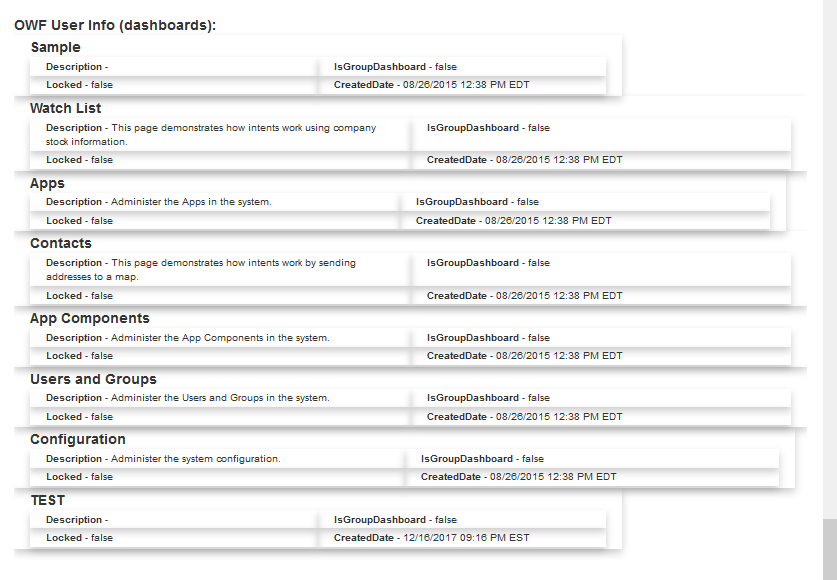 OWF User Info (dashboards):
Sample
Description - IsGroupDashboard - false
Locked - false CreatedDate - 08/26/2015 12:38 PM EDT
Watch List
Description - This page demonstrates how intents work using company IsGroupDashboard - false
stock information.
Locked - false CreatedDate - 08/26/2015 12:38 PM EDT
Apps
Description - Administer the Apps in the system. IsGroupDashboard - false
Locked - false CreatedDate - 08/26/2015 12:38 PM EDT
Contacts
Description - This page demonstrates how intents work by sending IsGroupDashboard - false
addresses to a map.
Locked - false CreatedDate - 08/26/2015 12:38 PM EDT
App Components
Description - Administer the App Components in the system. IsGroupDashboard - false
Locked - false CreatedDate - 08/26/2015 12:38 PM EDT
Users and Groups
Description - Administer the Users and Groups in the system. IsGroupDashboard - false
Locked - false CreatedDate - 08/26/2015 12:38 PM EDT
Configuration
Description - Administer the system configuration. IsGroupDashboard - false
Locked - false CreatedDate - 08/26/2015 12:38 PM EDT
TEST
Description - IsGroupDashboard - false
Locked - false CreatedDate - 12/16/2017 09:16 PM EST